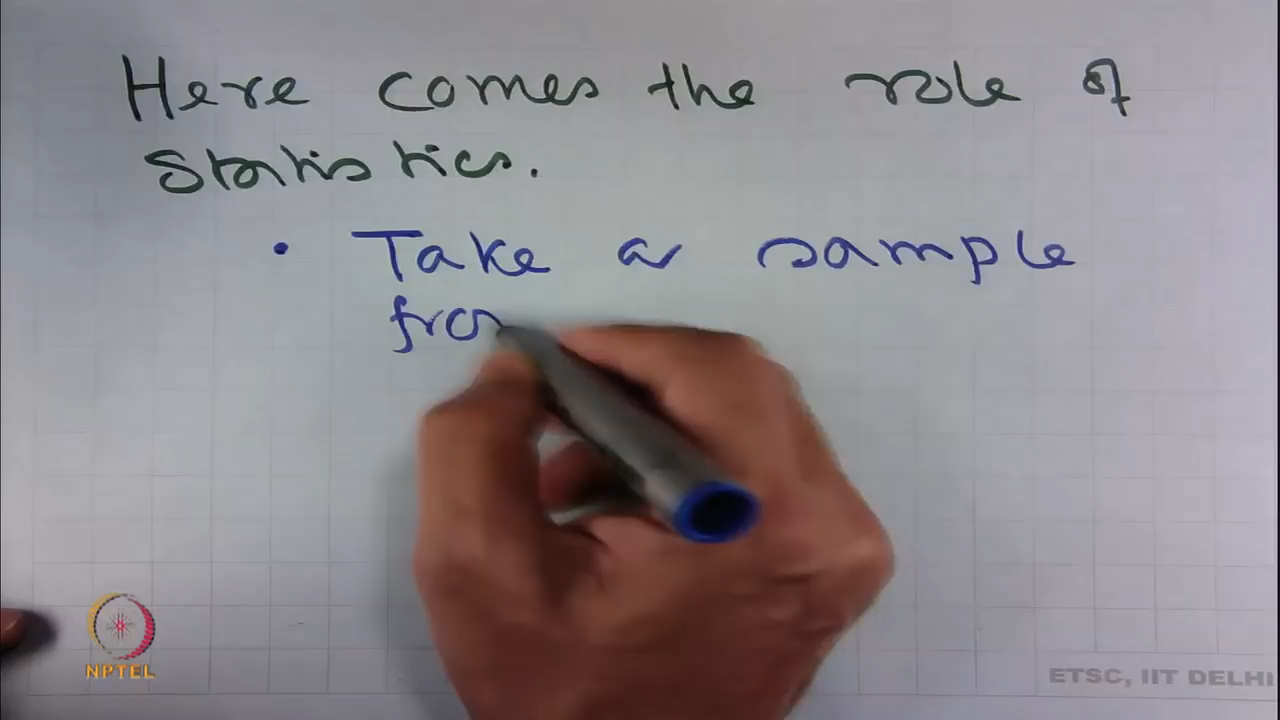 Here comes the role of
Statistics.
• Take a sample
fro
NPTEL
ETSC, IIT DELHI